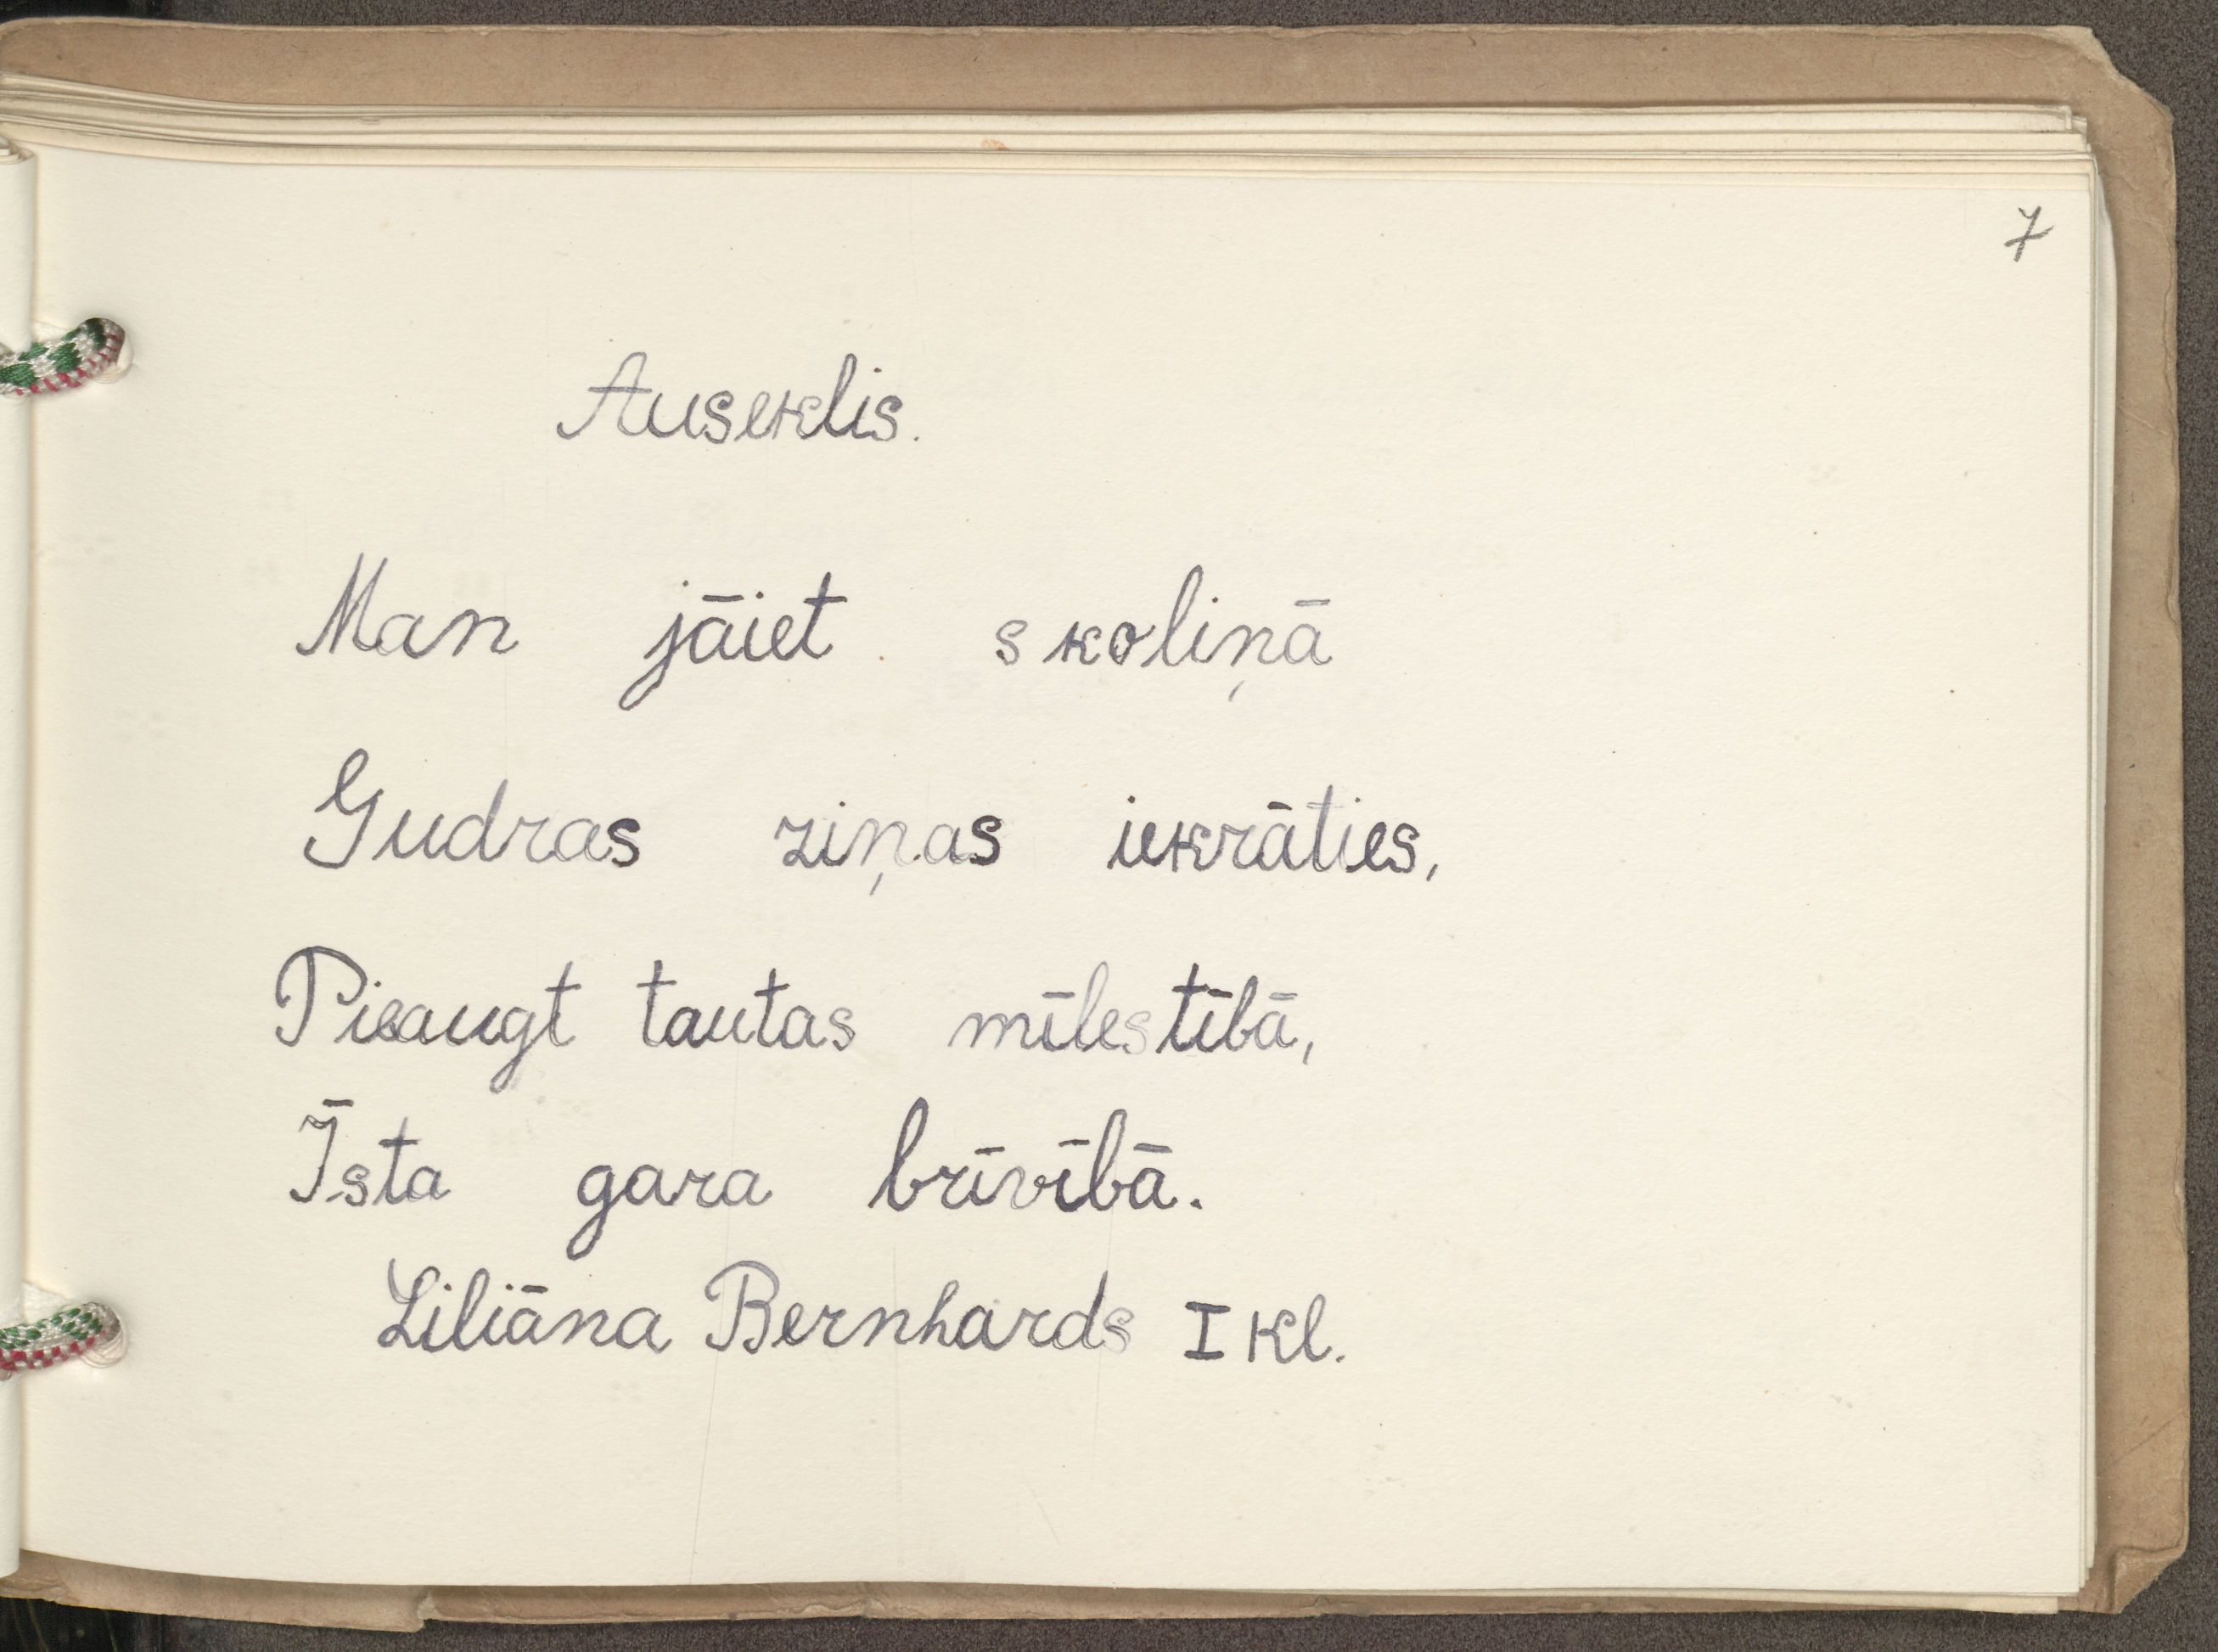 7
Auseklis.
Man jāiet skoliņā
Gudras ziņas iekrāties,
Pieaugt tautas mīlestībā,
Īsta gara brīvībā.
Liliāna Bernhards I kl.